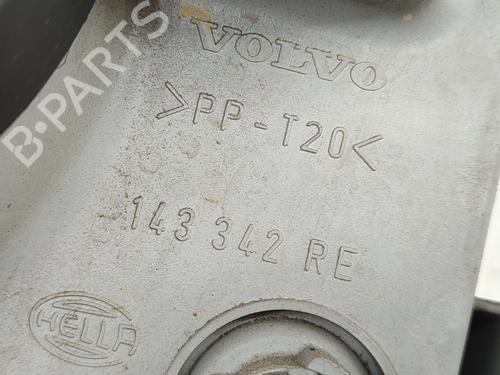 VOLVO
>PP-T20<
143 342 RE
HELLA
B-PARTS